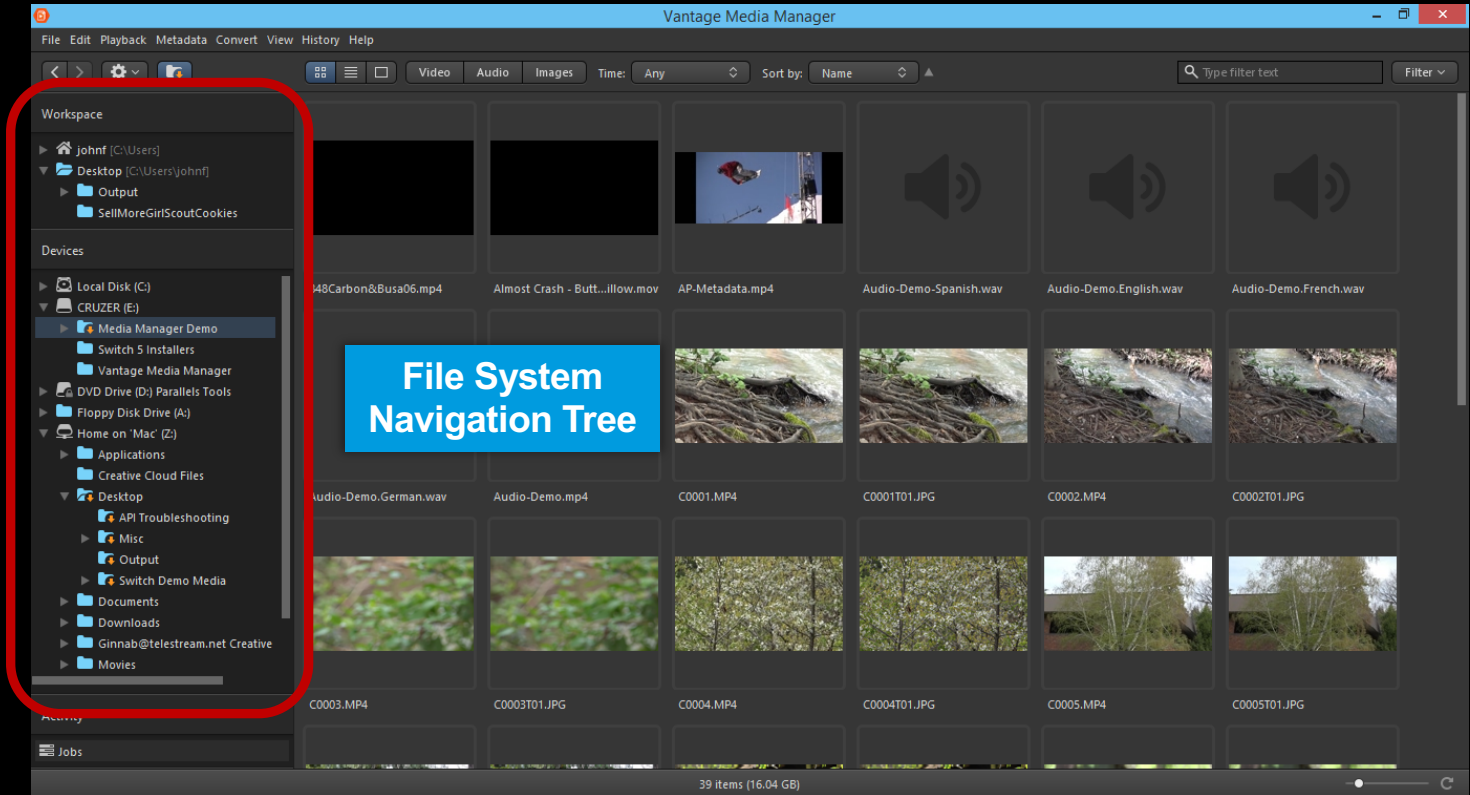 Vantage Media Manager
File Edit Playback Metadata Convert View History Help
Video Audio Images Time: Any Sort by: Name Type filter text Filter
Workspace
johnf [C:\Users]
Desktop [C:\Users\johnf]
Output
SellMoreGirlScoutCookies
Devices
Local Disk (C:)
CRUZER (E:)
Media Manager Demo
Switch 5 Installers
Vantage Media Manager
DVD Drive (D:) Parallels Tools
Floppy Disk Drive (A:)
Home on 'Mac' (Z:)
Applications
Creative Cloud Files
Desktop
API Troubleshooting
Misc
Output
Switch Demo Media
Documents
Downloads
Ginnab@telestream.net Creative
Movies
Activity
Jobs
48Carbon&Busa06.mp4 Almost Crash - Butt...illow.mov AP-Metadata.mp4 Audio-Demo-Spanish.wav Audio-Demo.English.wav Audio-Demo.French.wav
File System
Navigation Tree
Audio-Demo.German.wav Audio-Demo.mp4 C0001.MP4 C0001T01.JPG C0002.MP4 C0002T01.JPG
C0003.MP4 C0003T01.JPG C0004.MP4 C0004T01.JPG C0005.MP4 C0005T01.JPG
39 items (16.04 GB)